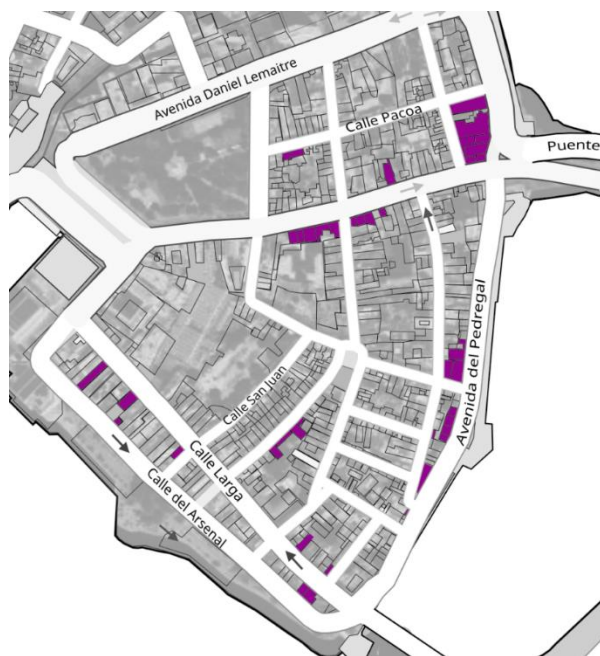 Avenida Daniel Lemaitre
Calle Pacoa
Puente
Avenida del Pedregal
Calle San Juan
Calle Larga
Calle del Arsenal